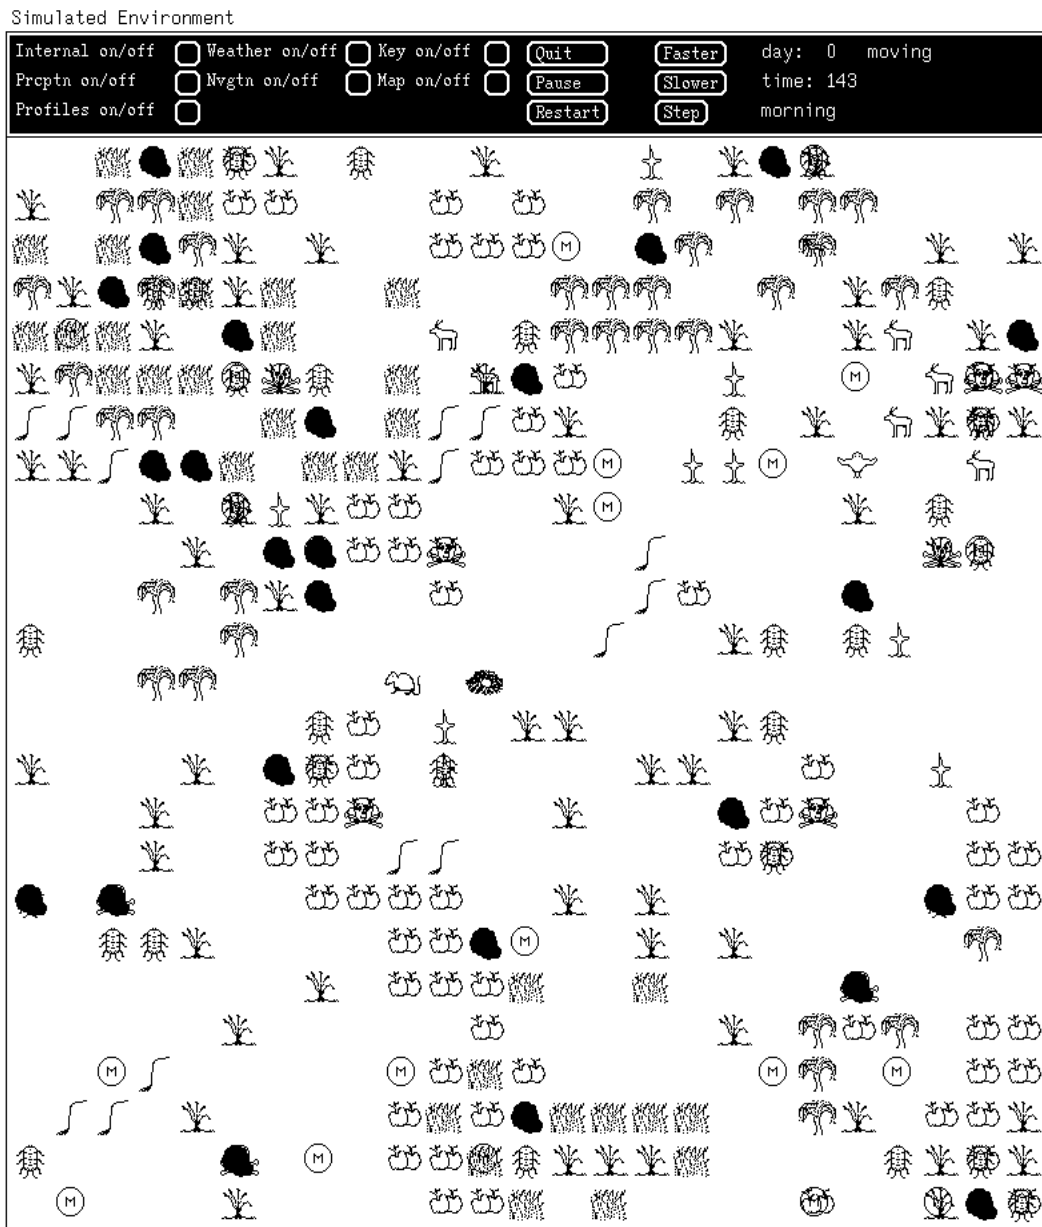 Simulated Environment
Internal on/off Weather on/off Key on/off Quit Faster day: 0 moving
Prcptn on/off Nvgtn on/off Map on/off Pause Slower time: 143
Profiles on/off Restart Step morning
M
M
M
M M
M
M
M
M M M M
M
M